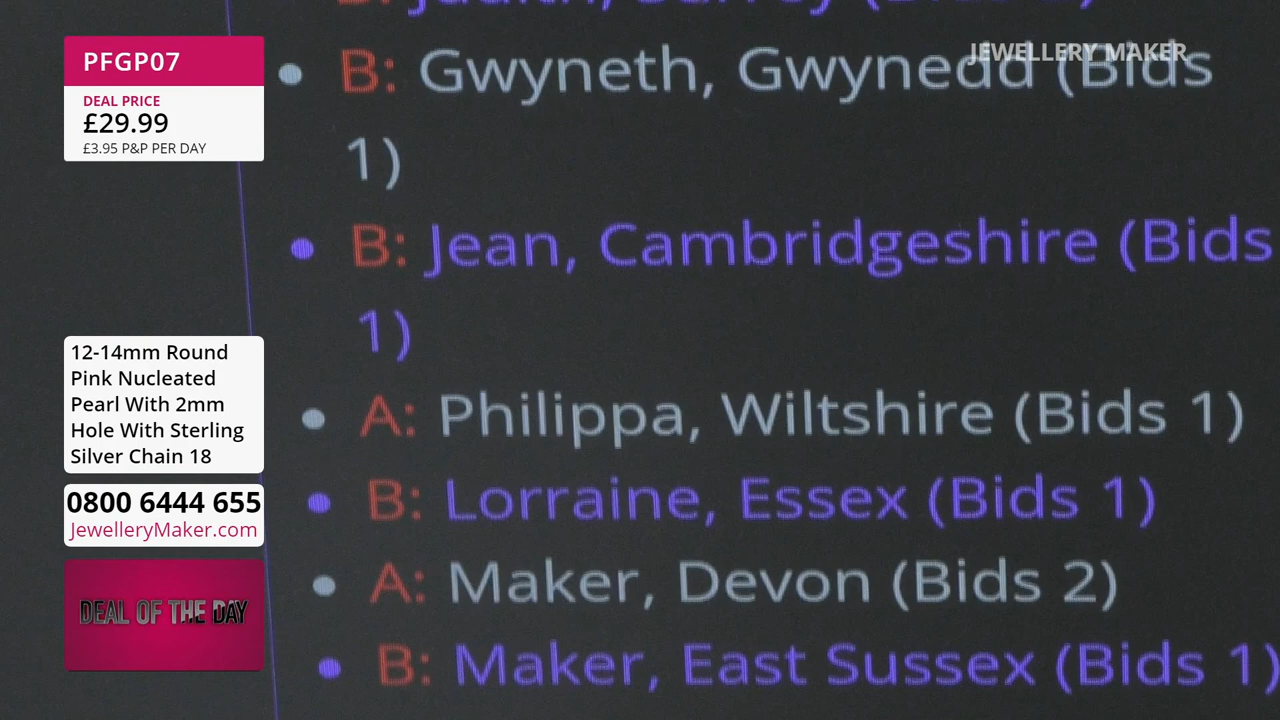 PFGP07
DEAL PRICE
£29.99
£3.95 P&P PER DAY
12-14mm Round
Pink Nucleated
Pearl With 2mm
Hole With Sterling
Silver Chain 18
0800 6444 655
JewelleryMaker.com
DEAL OF THE DAY
JEWELLERY MAKER
B: Gwyneth, Gwynedd (Bids
1)
B: Jean, Cambridgeshire (Bids
1)
A: Philippa, Wiltshire (Bids 1)
B: Lorraine, Essex (Bids 1)
A: Maker, Devon (Bids 2)
B: Maker, East Sussex (Bids 1)